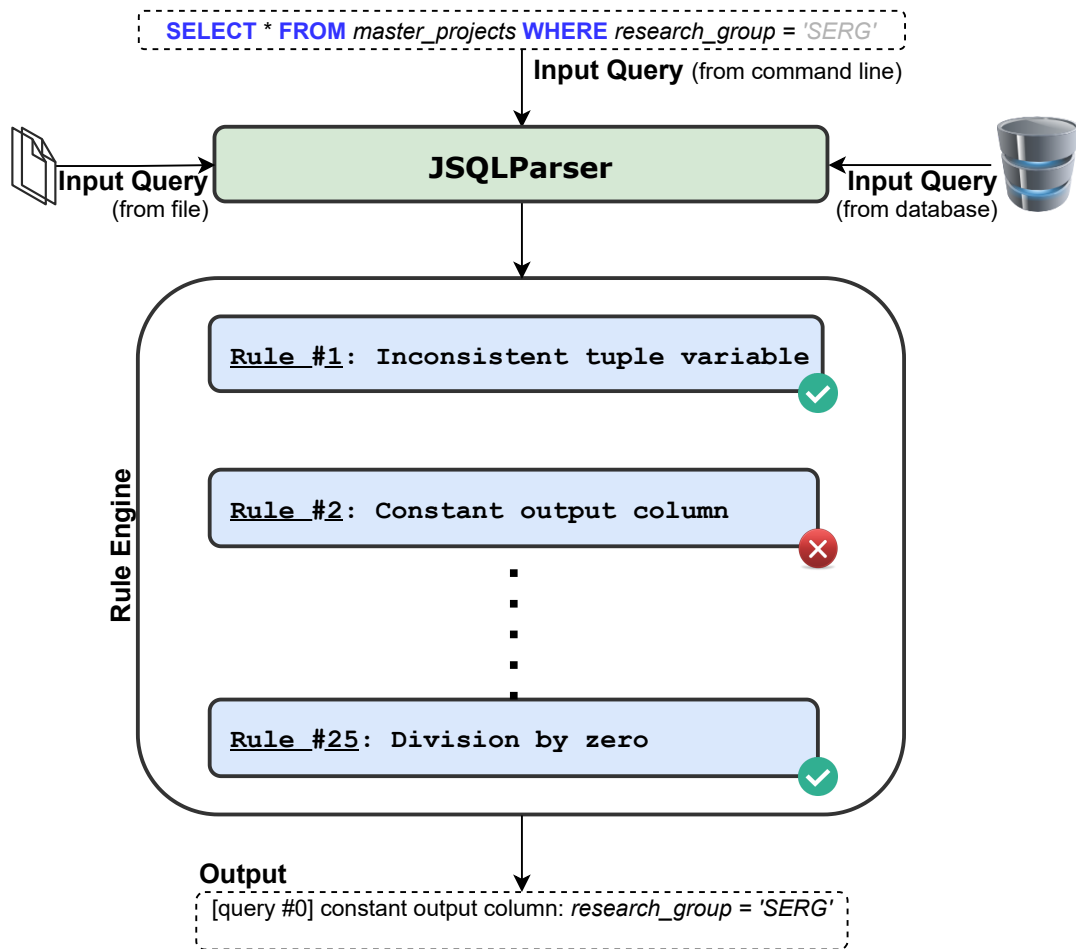 SELECT * FROM master_projects WHERE research_group = 'SERG'
Input Query (from command line)
JSQLParser
Input Query
(from file)
Input Query
(from database)
Rule Engine
Rule #1: Inconsistent tuple variable
Rule #2: Constant output column
Rule #25: Division by zero
Output
[query #0] constant output column: research_group = 'SERG'